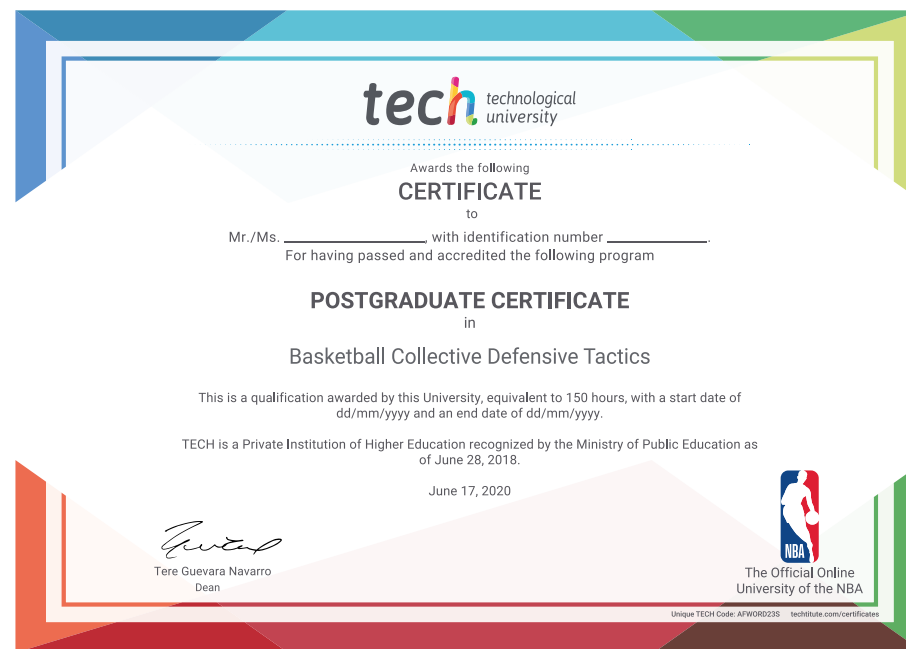 tech technological
university
Awards the following
CERTIFICATE
to
Mr./Ms. ____________________, with identification number ______________.
For having passed and accredited the following program
POSTGRADUATE CERTIFICATE
in
Basketball Collective Defensive Tactics
This is a qualification awarded by this University, equivalent to 150 hours, with a start date of
dd/mm/yyyy and an end date of dd/mm/yyyy.
TECH is a Private Institution of Higher Education recognized by the Ministry of Public Education as
of June 28, 2018.
June 17, 2020
Tere Guevara Navarro
Dean
NBA
The Official Online
University of the NBA
Unique TECH Code: AFWORD23S techtitute.com/certificates